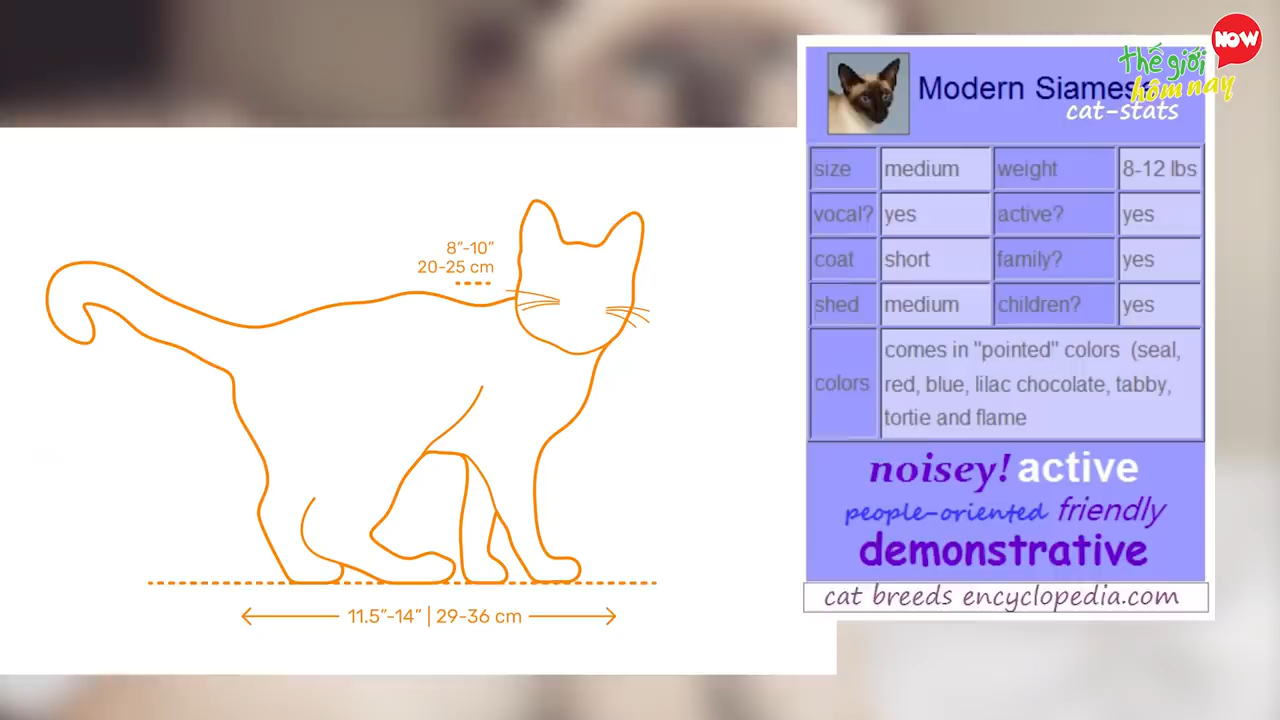 NOW
thế giới
hôm nay
8"-10"
20-25 cm
11.5"-14" | 29-36 cm
Modern Siamese
cat-stats
size medium weight 8-12 lbs
vocal? yes active? yes
coat short family? yes
shed medium children? yes
colors comes in "pointed" colors (seal,
red, blue, lilac chocolate, tabby,
tortie and flame
noisey! active
people-oriented friendly
demonstrative
cat breeds encyclopedia.com